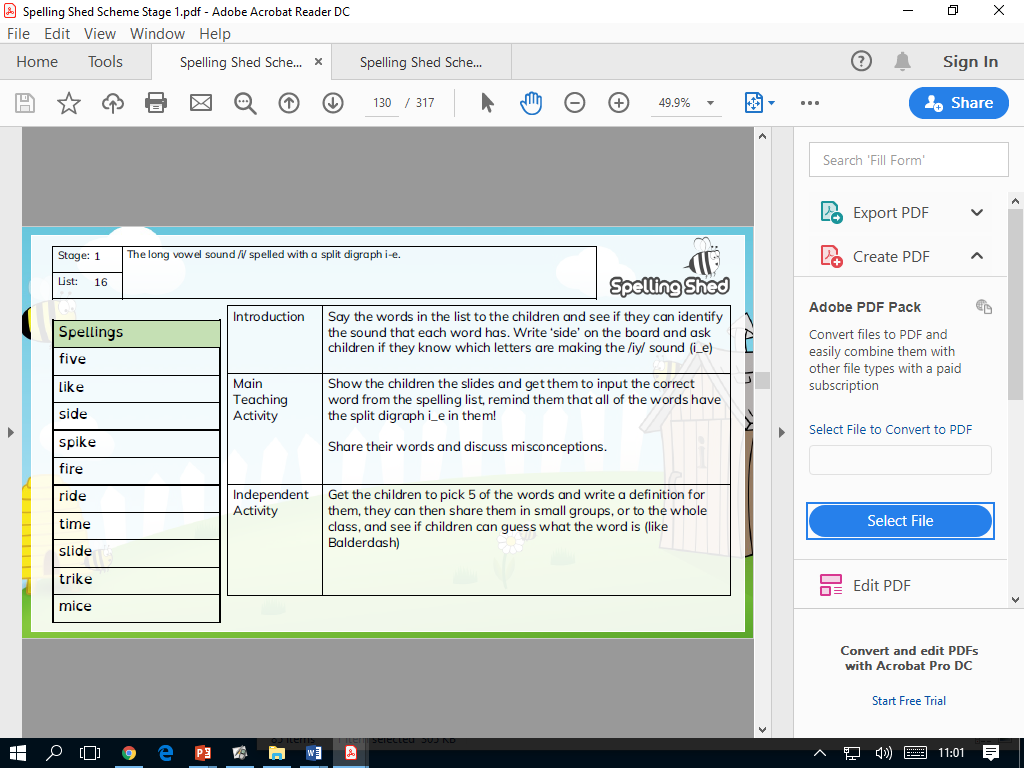 Spelling Shed Scheme Stage 1.pdf - Adobe Acrobat Reader DC
File Edit View Window Help
Home Tools Spelling Shed Sche... × Spelling Shed Sche... Sign In
130 / 317 49.9% Share
Search 'Fill Form'
Export PDF
Create PDF
Adobe PDF Pack
Convert files to PDF and
easily combine them with
other file types with a paid
subscription
Select File to Convert to PDF
Select File
Edit PDF
Convert and edit PDFs
with Acrobat Pro DC
Start Free Trial
Stage: 1
The long vowel sound /i/ spelled with a split digraph i-e.
List: 16
Spelling Shed
Spellings
five
like
side
spike
fire
ride
time
slide
trike
mice
Introduction
Say the words in the list to the children and see if they can identify
the sound that each word has. Write ‘side’ on the board and ask
children if they know which letters are making the /iy/ sound (i_e)
Main
Teaching
Activity
Show the children the slides and get them to input the correct
word from the spelling list, remind them that all of the words have
the split digraph i_e in them!
Share their words and discuss misconceptions.
Independent
Activity
Get the children to pick 5 of the words and write a definition for
them, they can then share them in small groups, or to the whole
class, and see if children can guess what the word is (like
Balderdash)
11:01